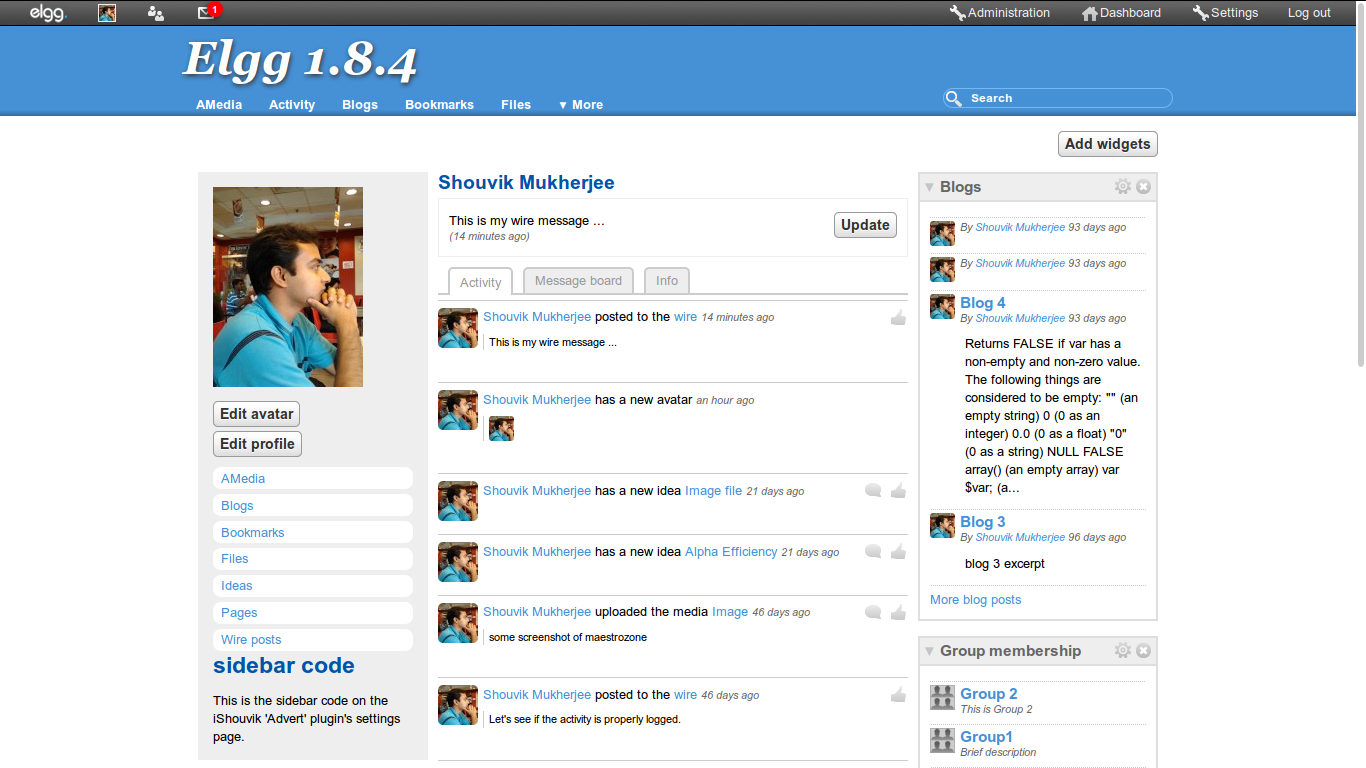 elgg.
1
Administration
Dashboard
Settings
Log out
Elgg 1.8.4
AMedia
Activity
Blogs
Bookmarks
Files
▼ More
Search
Add widgets
Edit avatar
Edit profile
AMedia
Blogs
Bookmarks
Files
Ideas
Pages
Wire posts
sidebar code
This is the sidebar code on the
iShouvik 'Advert' plugin's settings
page.
Shouvik Mukherjee
This is my wire message ...
(14 minutes ago)
Update
Activity
Message board
Info
Shouvik Mukherjee posted to the wire 14 minutes ago
This is my wire message ...
Shouvik Mukherjee has a new avatar an hour ago
Shouvik Mukherjee has a new idea Image file 21 days ago
Shouvik Mukherjee has a new idea Alpha Efficiency 21 days ago
Shouvik Mukherjee uploaded the media Image 46 days ago
some screenshot of maestrozone
Shouvik Mukherjee posted to the wire 46 days ago
Let's see if the activity is properly logged.
Blogs
By Shouvik Mukherjee 93 days ago
By Shouvik Mukherjee 93 days ago
Blog 4
By Shouvik Mukherjee 93 days ago
Returns FALSE if var has a
non-empty and non-zero value.
The following things are
considered to be empty: "" (an
empty string) 0 (0 as an
integer) 0.0 (0 as a float) "0"
(0 as a string) NULL FALSE
array() (an empty array) var
$var; (a...
Blog 3
By Shouvik Mukherjee 96 days ago
blog 3 excerpt
More blog posts
Group membership
Group 2
This is Group 2
Group1
Brief description